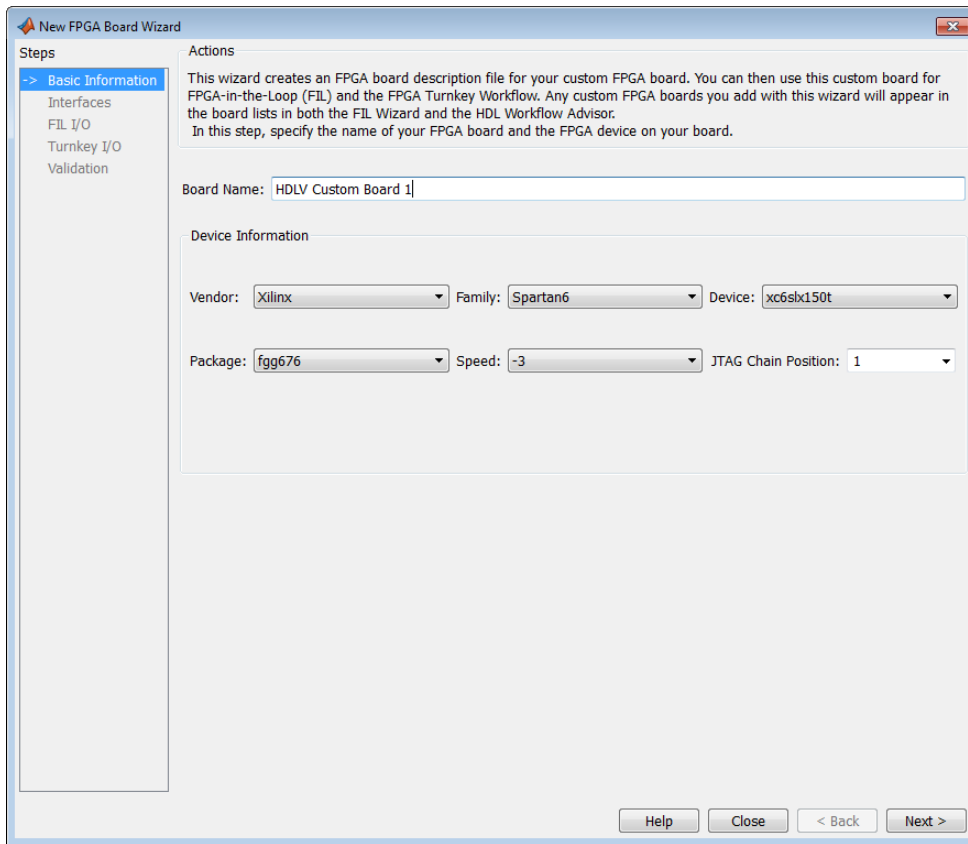 New FPGA Board Wizard
Steps
-> Basic Information
Interfaces
FIL I/O
Turnkey I/O
Validation
Actions
This wizard creates an FPGA board description file for your custom FPGA board. You can then use this custom board for
FPGA-in-the-Loop (FIL) and the FPGA Turnkey Workflow. Any custom FPGA boards you add with this wizard will appear in
the board lists in both the FIL Wizard and the HDL Workflow Advisor.
In this step, specify the name of your FPGA board and the FPGA device on your board.
Board Name: HDLV Custom Board 1
Device Information
Vendor: Xilinx Family: Spartan6 Device: xc6slx150t
Package: fgg676 Speed: -3 JTAG Chain Position: 1
Help Close < Back Next >